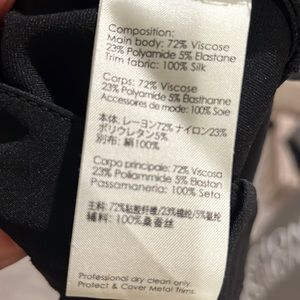 Composition:
Main body: 72% Viscose
23% Polyamide 5% Elastane
Trim fabric: 100% Silk
Corps: 72% Viscose
23% Polyamide 5% Elasthanne
Accessoires de mode: 100% Soie
本体: レーヨン72% ナイロン23%
ポリウレタン5%
別布: 絹100%
Corpo principale: 72% Viscosa
23% Poliammide 5% Elastan
Passamaneria: 100% Seta
主料: 72%粘胶纤维/23%锦纶/5%氨纶
辅料: 100%桑蚕丝
Professional dry clean only.
Protect & Cover Metal Trims.